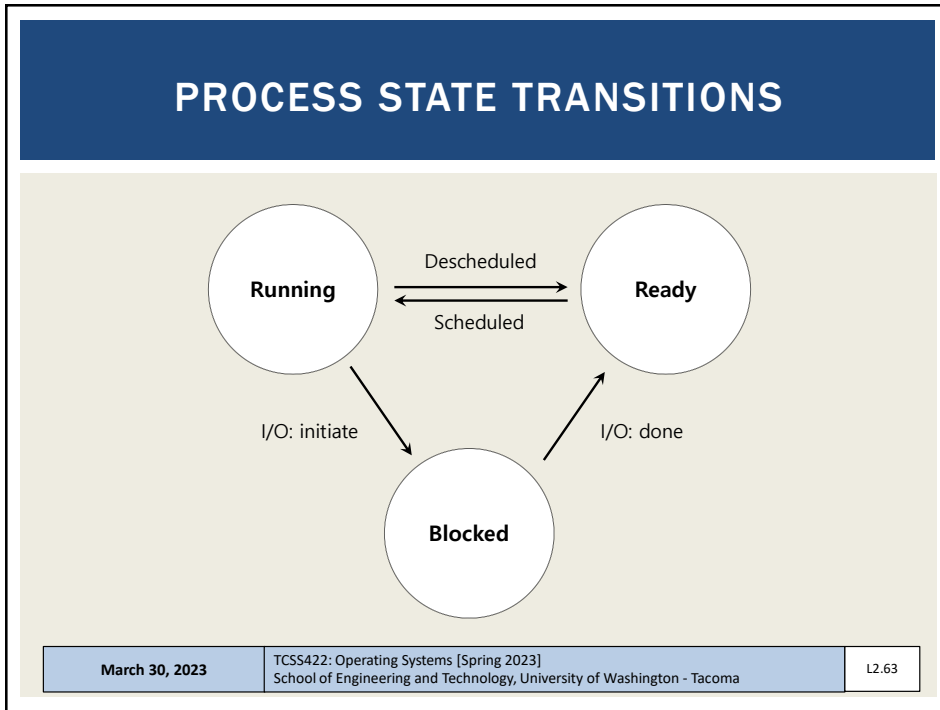 PROCESS STATE TRANSITIONS
Running
Descheduled
Scheduled
Ready
I/O: initiate
I/O: done
Blocked
March 30, 2023
TCSS422: Operating Systems [Spring 2023]
School of Engineering and Technology, University of Washington - Tacoma
L2.63